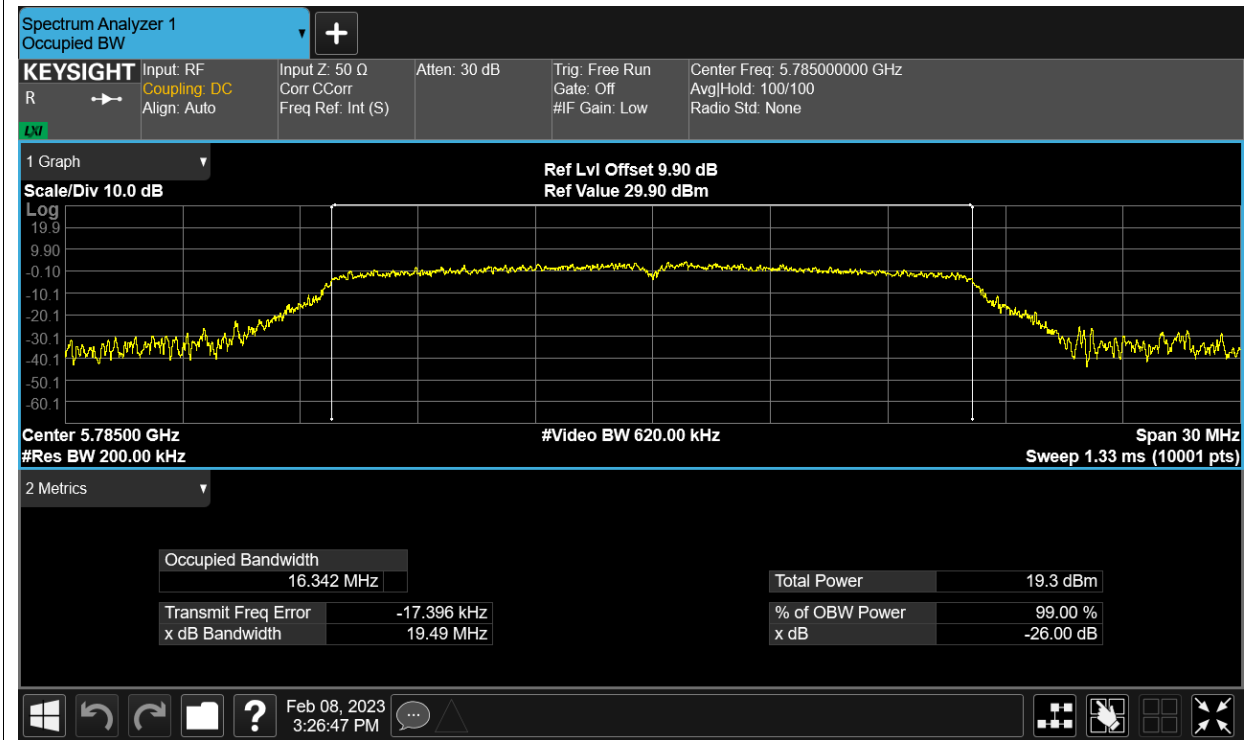 Spectrum Analyzer 1
Occupied BW
KEYSIGHT
R
LXI
Input: RF
Coupling: DC
Align: Auto
Input Z: 50 Ω
Corr CCorr
Freq Ref: Int (S)
Atten: 30 dB
Trig: Free Run
Gate: Off
#IF Gain: Low
Center Freq: 5.785000000 GHz
Avg|Hold: 100/100
Radio Std: None
1 Graph
Scale/Div 10.0 dB
Ref Lvl Offset 9.90 dB
Ref Value 29.90 dBm
Log
19.9
9.90
-0.10
-10.1
-20.1
-30.1
-40.1
-50.1
-60.1
Center 5.78500 GHz
#Video BW 620.00 kHz
Span 30 MHz
#Res BW 200.00 kHz
Sweep 1.33 ms (10001 pts)
2 Metrics
Occupied Bandwidth
16.342 MHz
Total Power 19.3 dBm
Transmit Freq Error -17.396 kHz
% of OBW Power 99.00 %
x dB Bandwidth 19.49 MHz
x dB -26.00 dB
?
Feb 08, 2023
3:26:47 PM